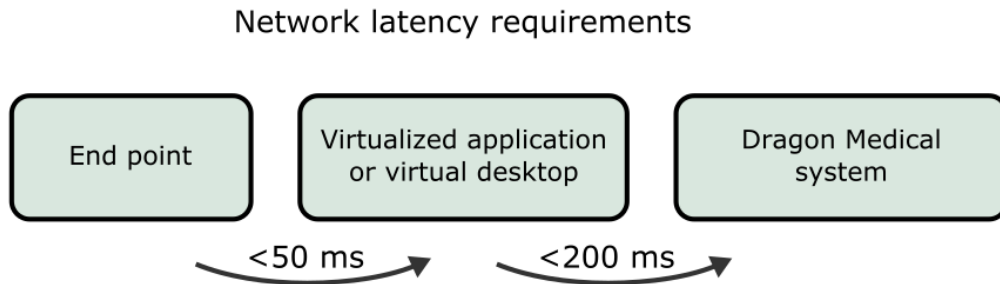 Network latency requirements
End point
Virtualized application
or virtual desktop
Dragon Medical
system
<50 ms
<200 ms